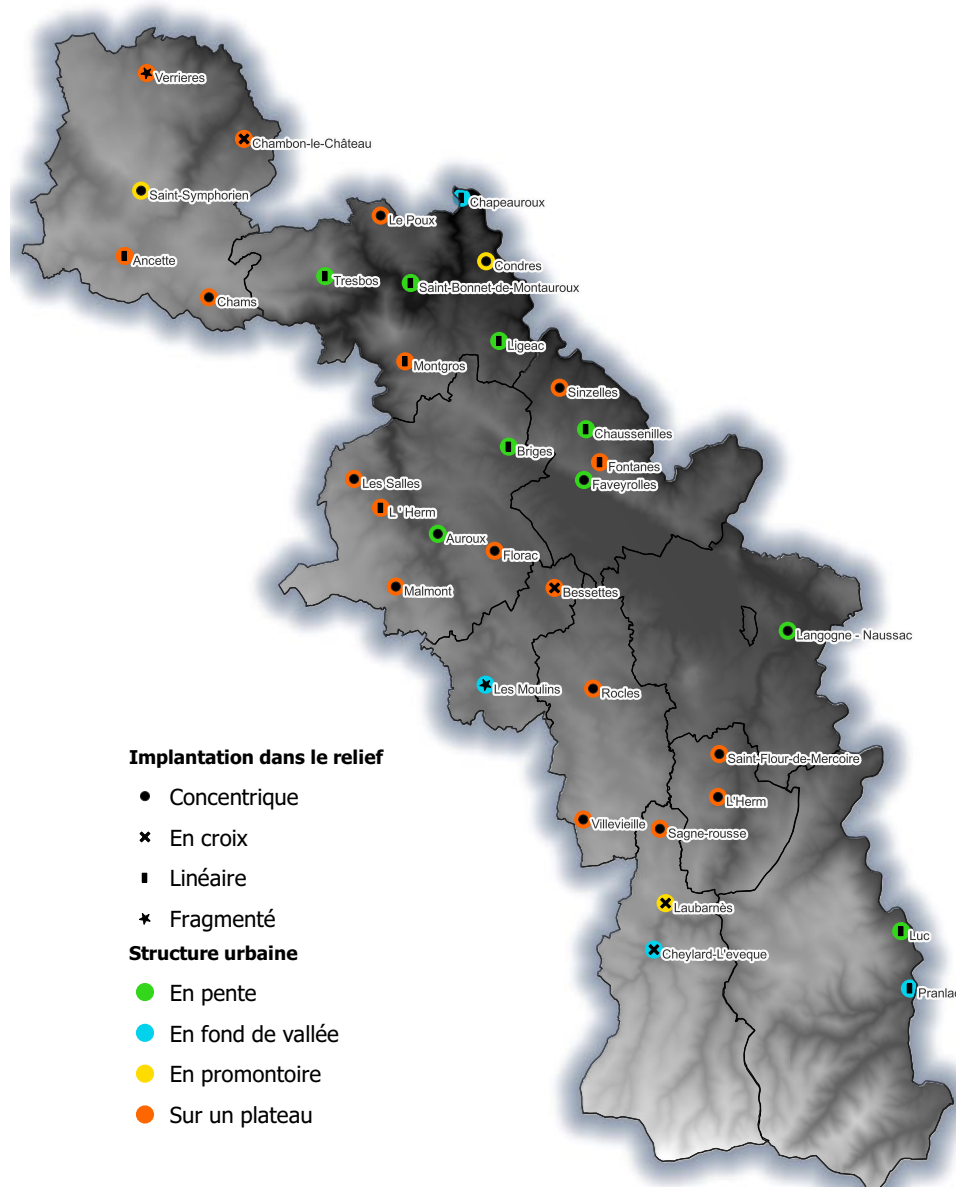 Verrieres
Chambon-le-Château
Saint-Symphorien
Chapeauroux
Le Poux
Ancette
Condres
Tresbos
Saint-Bonnet-de-Montauroux
Chams
Ligeac
Montgros
Sinzelles
Chaussenilles
Briges
Fontanes
Les Salles
Faveyrolles
L'Herm
Auroux
Florac
Malmont
Bessettes
Langogne - Naussac
Les Moulins
Rocles
Saint-Flour-de-Mercoire
L'Herm
Villevieille
Sagne-rousse
Laubarnès
Luc
Cheylard-L'eveque
Pranlac
Implantation dans le relief
Concentrique
En croix
Linéaire
Fragmenté
Structure urbaine
En pente
En fond de vallée
En promontoire
Sur un plateau